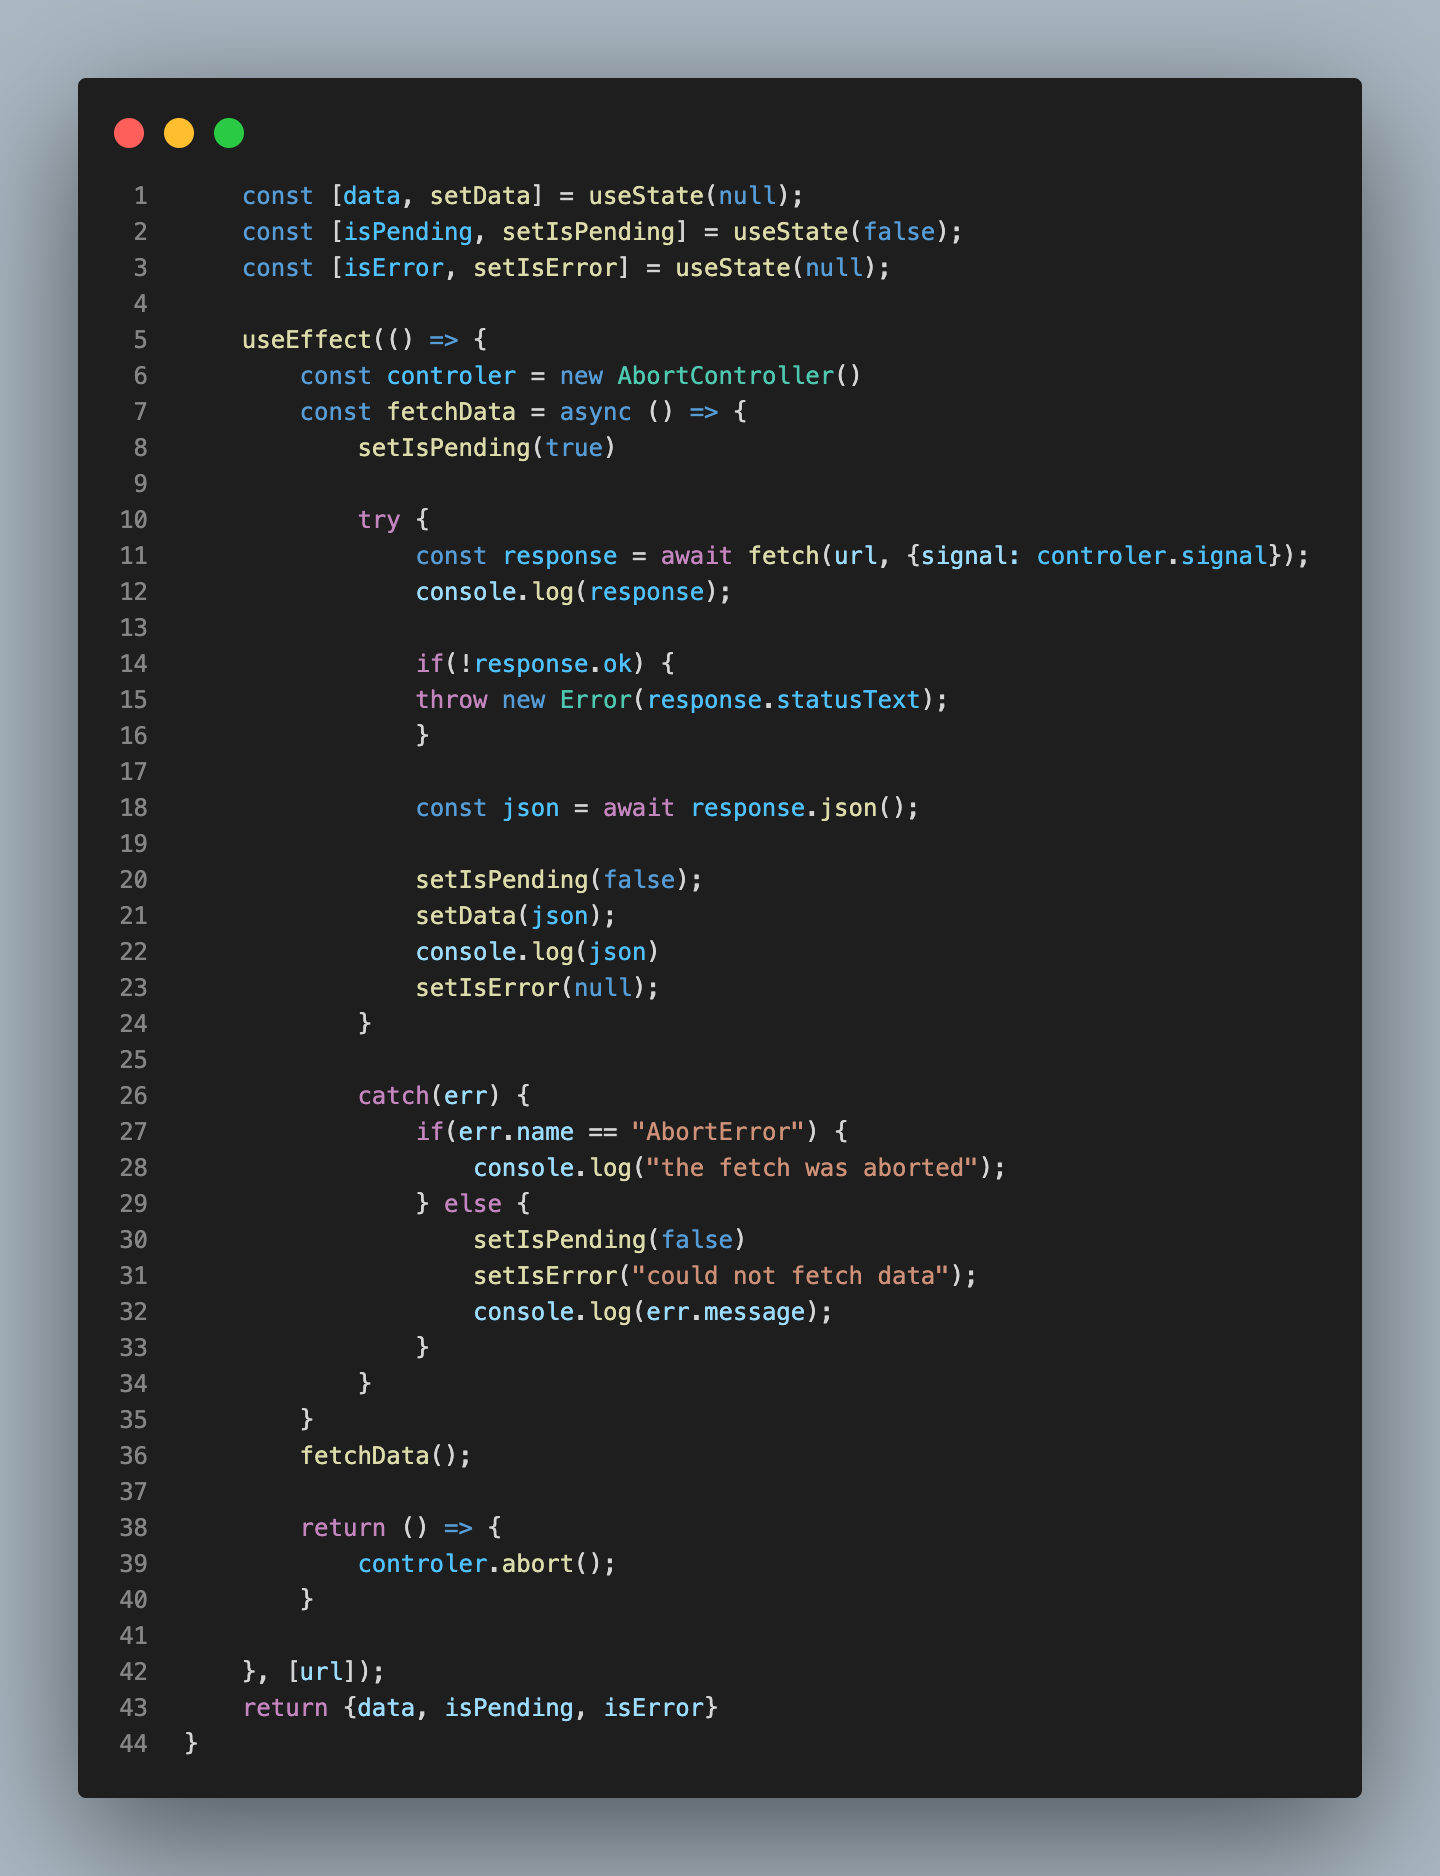 1 const [data, setData] = useState(null);
2 const [isPending, setIsPending] = useState(false);
3 const [isError, setIsError] = useState(null);
4
5 useEffect(() => {
6 const controler = new AbortController()
7 const fetchData = async () => {
8 setIsPending(true)
9
10 try {
11 const response = await fetch(url, {signal: controler.signal});
12 console.log(response);
13
14 if(!response.ok) {
15 throw new Error(response.statusText);
16 }
17
18 const json = await response.json();
19
20 setIsPending(false);
21 setData(json);
22 console.log(json)
23 setIsError(null);
24 }
25
26 catch(err) {
27 if(err.name == "AbortError") {
28 console.log("the fetch was aborted");
29 } else {
30 setIsPending(false)
31 setIsError("could not fetch data");
32 console.log(err.message);
33 }
34 }
35 }
36 fetchData();
37
38 return () => {
39 controler.abort();
40 }
41
42 }, [url]);
43 return {data, isPending, isError}
44 }